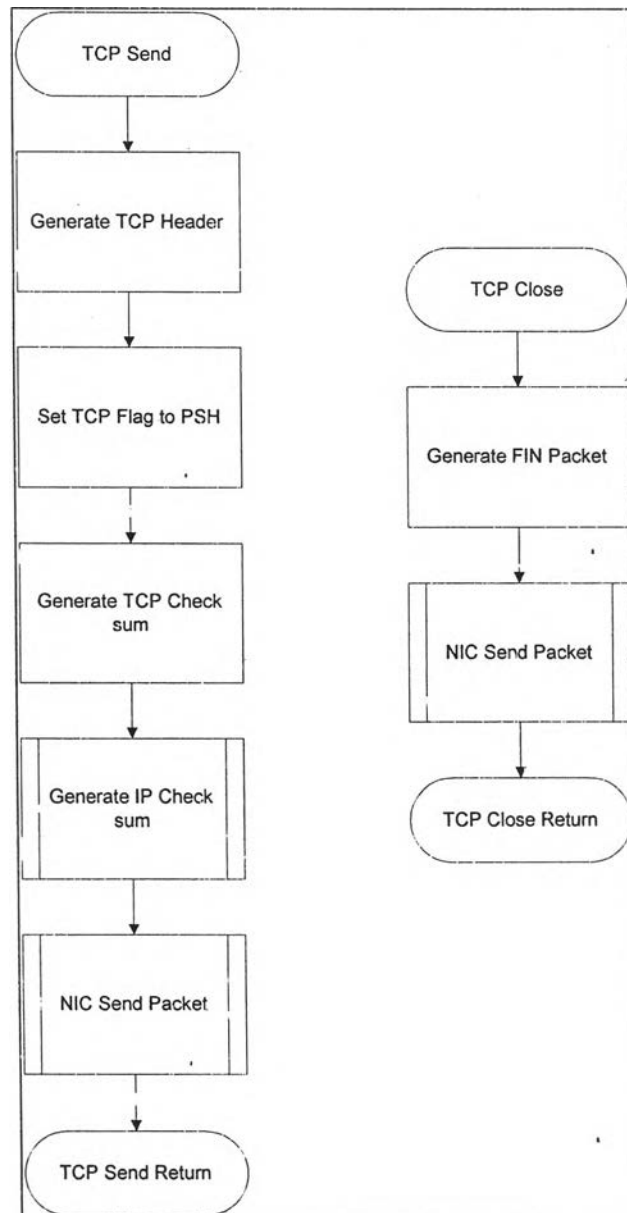 TCP Send
Generate TCP Header
Set TCP Flag to PSH
Generate TCP Check
sum
Generate IP Check
sum
NIC Send Packet
TCP Send Return
TCP Close
Generate FIN Packet
NIC Send Packet
TCP Close Return